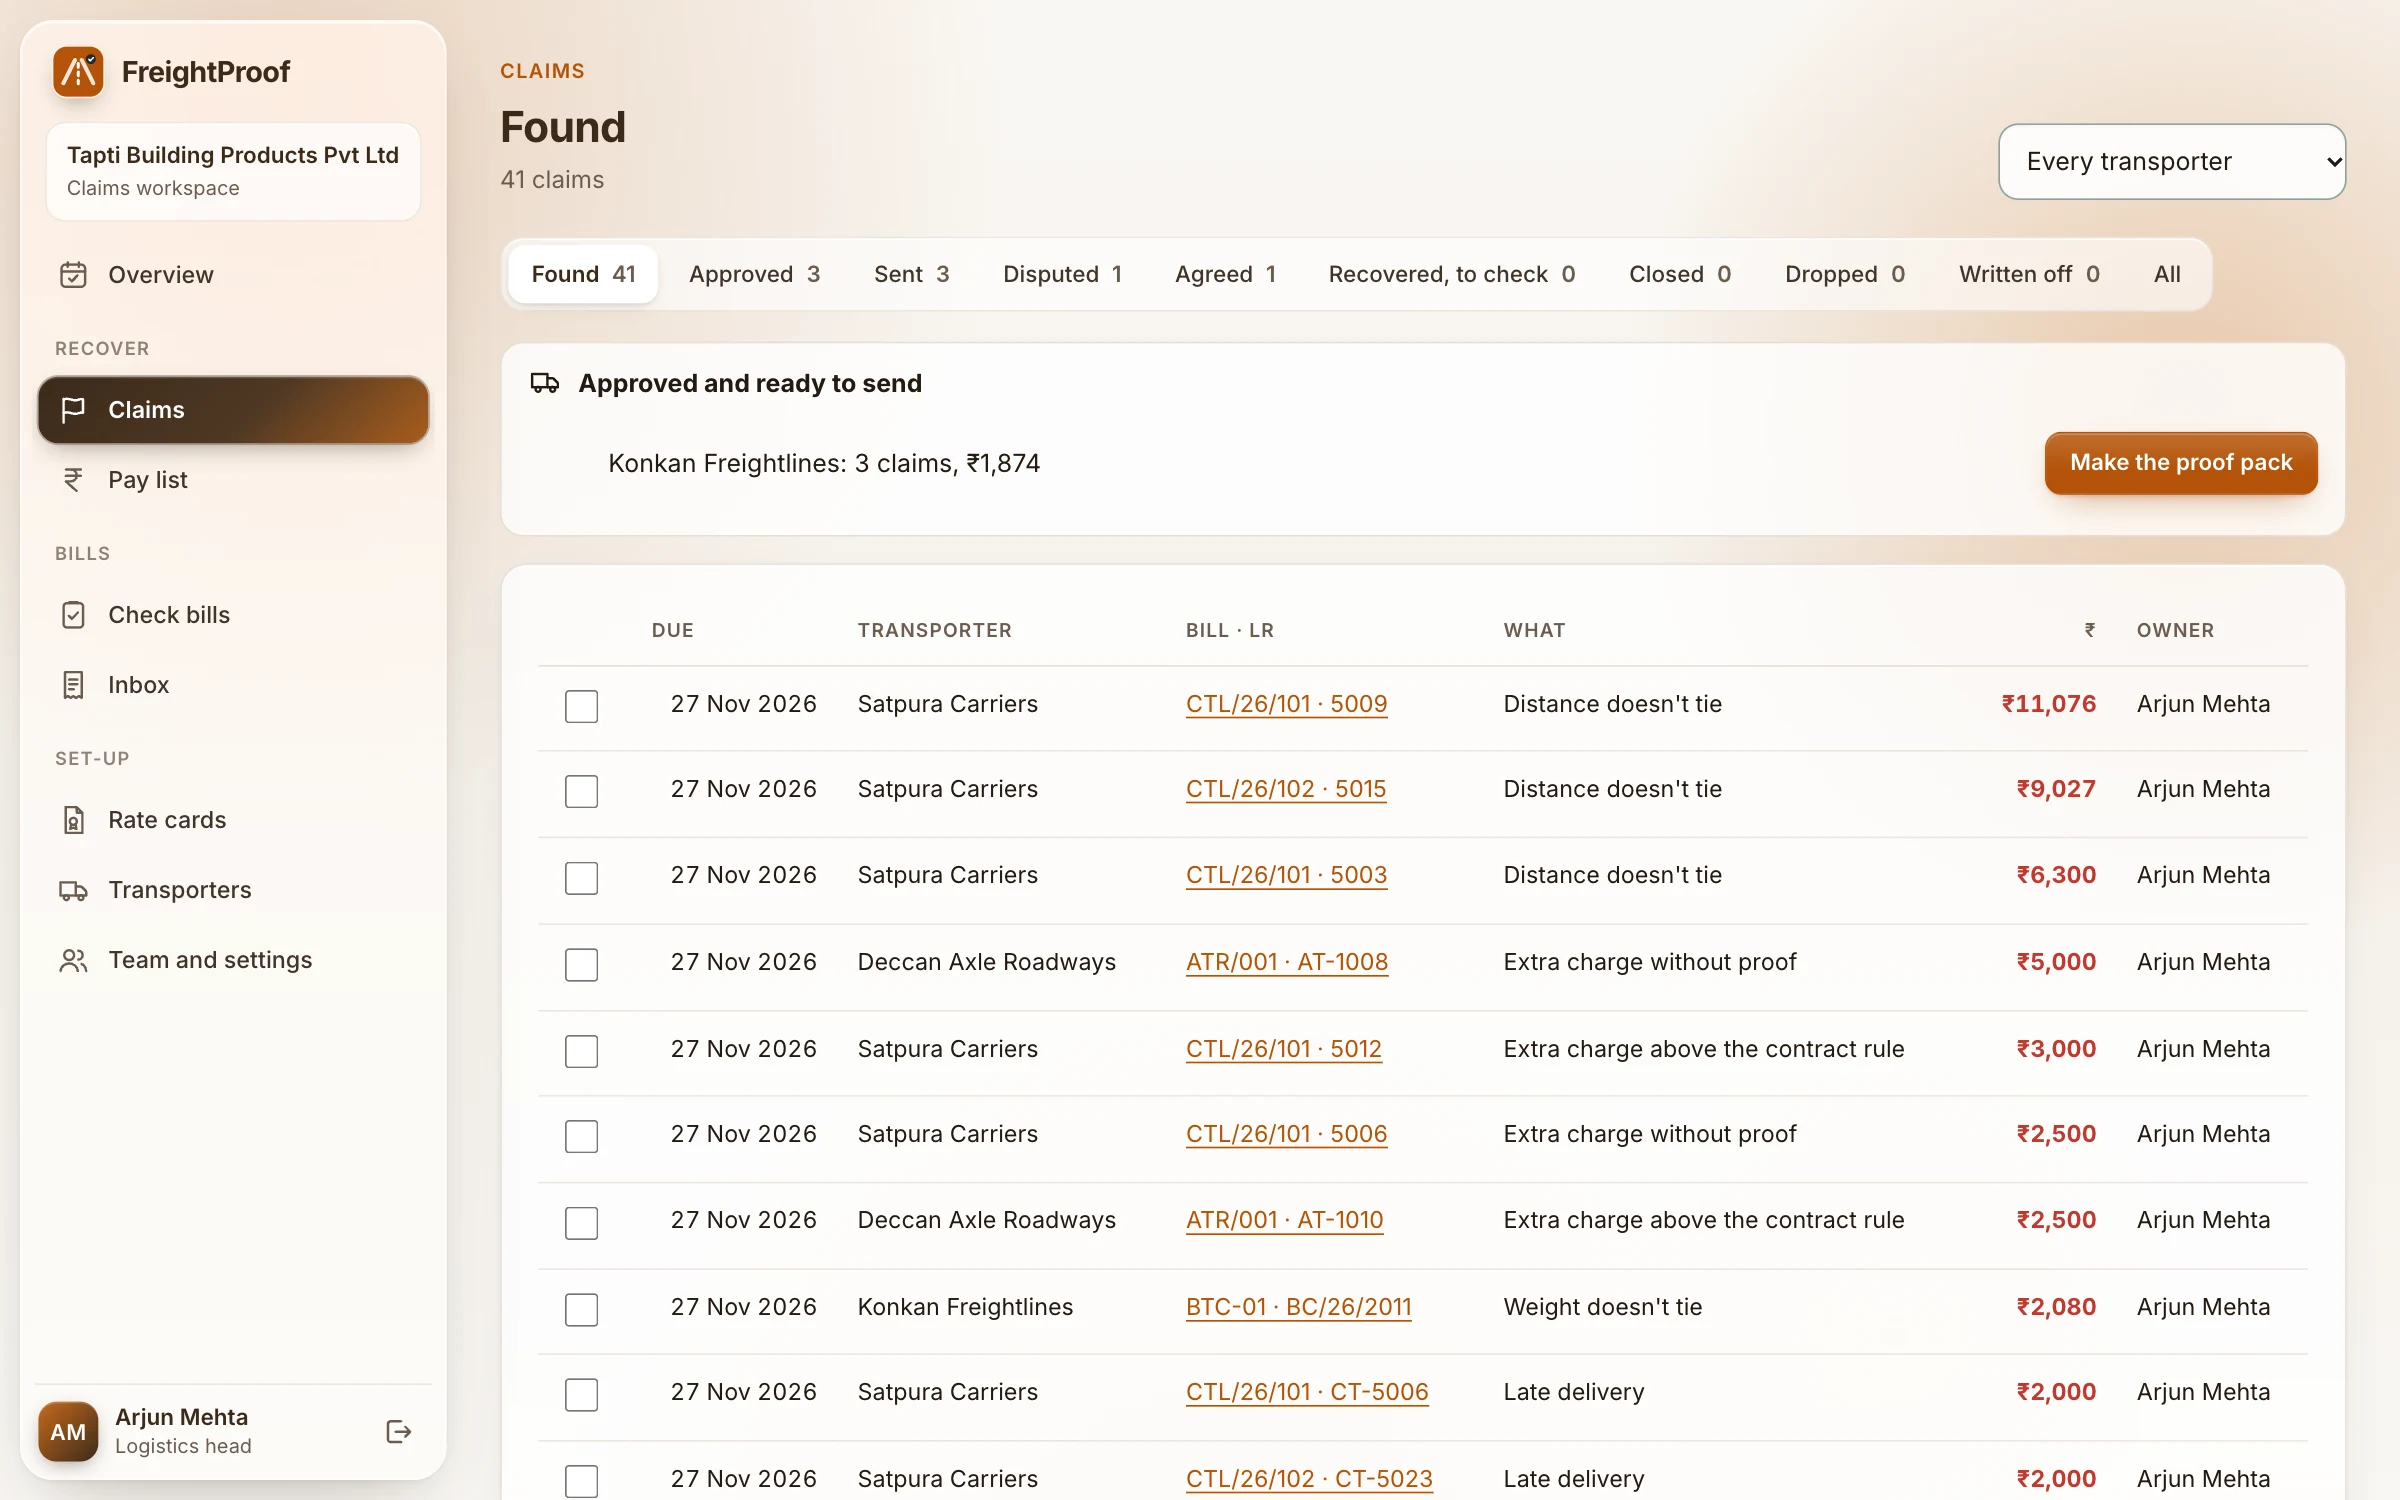 FreightProof
Tapti Building Products Pvt Ltd
Claims workspace
Overview
RECOVER
Claims
Pay list
BILLS
Check bills
Inbox
SET-UP
Rate cards
Transporters
Team and settings
AM
Arjun Mehta
Logistics head
CLAIMS
Found
41 claims
Every transporter
Found 41 Approved 3 Sent 3 Disputed 1 Agreed 1 Recovered, to check 0 Closed 0 Dropped 0 Written off 0 All
Approved and ready to send
Konkan Freightlines: 3 claims, ₹1,874
Make the proof pack
DUE TRANSPORTER BILL · LR WHAT ₹ OWNER
27 Nov 2026 Satpura Carriers CTL/26/101 · 5009 Distance doesn't tie ₹11,076 Arjun Mehta
27 Nov 2026 Satpura Carriers CTL/26/102 · 5015 Distance doesn't tie ₹9,027 Arjun Mehta
27 Nov 2026 Satpura Carriers CTL/26/101 · 5003 Distance doesn't tie ₹6,300 Arjun Mehta
27 Nov 2026 Deccan Axle Roadways ATR/001 · AT-1008 Extra charge without proof ₹5,000 Arjun Mehta
27 Nov 2026 Satpura Carriers CTL/26/101 · 5012 Extra charge above the contract rule ₹3,000 Arjun Mehta
27 Nov 2026 Satpura Carriers CTL/26/101 · 5006 Extra charge without proof ₹2,500 Arjun Mehta
27 Nov 2026 Deccan Axle Roadways ATR/001 · AT-1010 Extra charge above the contract rule ₹2,500 Arjun Mehta
27 Nov 2026 Konkan Freightlines BTC-01 · BC/26/2011 Weight doesn't tie ₹2,080 Arjun Mehta
27 Nov 2026 Satpura Carriers CTL/26/101 · CT-5006 Late delivery ₹2,000 Arjun Mehta
27 Nov 2026 Satpura Carriers CTL/26/102 · CT-5023 Late delivery ₹2,000 Arjun Mehta